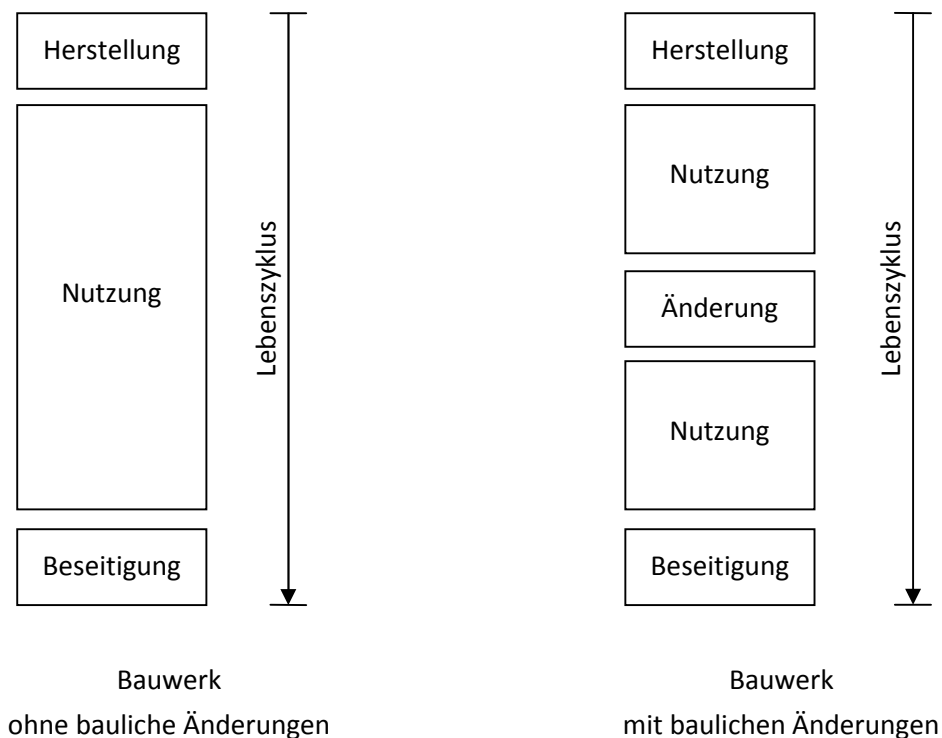 Herstellung
Nutzung
Beseitigung
Lebenszyklus
Bauwerk
ohne bauliche Änderungen
Herstellung
Nutzung
Änderung
Nutzung
Beseitigung
Lebenszyklus
Bauwerk
mit baulichen Änderungen